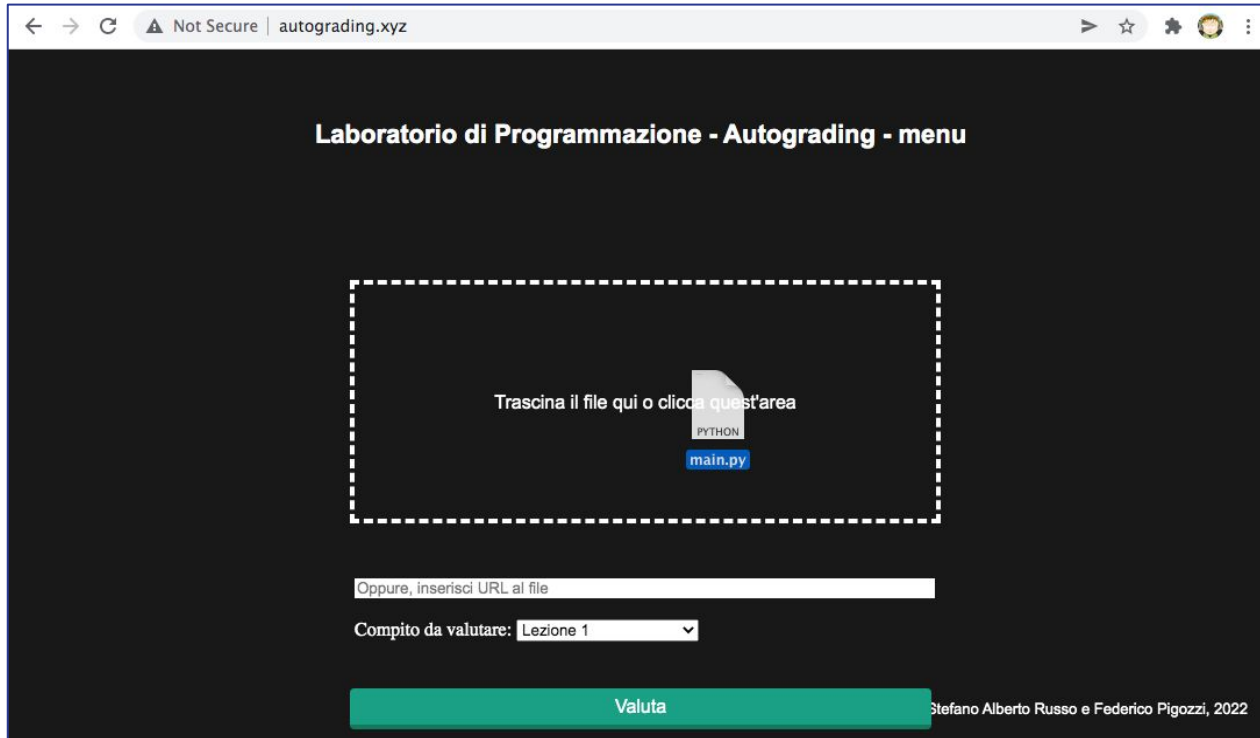 Not Secure | autograding.xyz
Laboratorio di Programmazione - Autograding - menu
Trascina il file qui o clicca quest'area
PYTHON
main.py
Oppure, inserisci URL al file
Compito da valutare: Lezione 1
Valuta
Stefano Alberto Russo e Federico Pigozzi, 2022